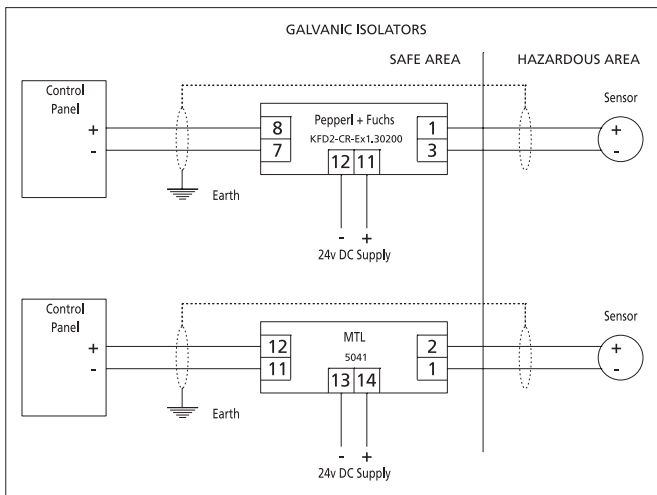 GALVANIC ISOLATORS
SAFE AREA
HAZARDOUS AREA
Control
Panel
+
-
8
7
Pepperl + Fuchs
KFD2-CR-Ex1.30200
12 11
1
3
Sensor
+
-
Earth
- +
24v DC Supply
Control
Panel
+
-
12
11
MTL
5041
13 14
2
1
Sensor
+
-
Earth
- +
24v DC Supply